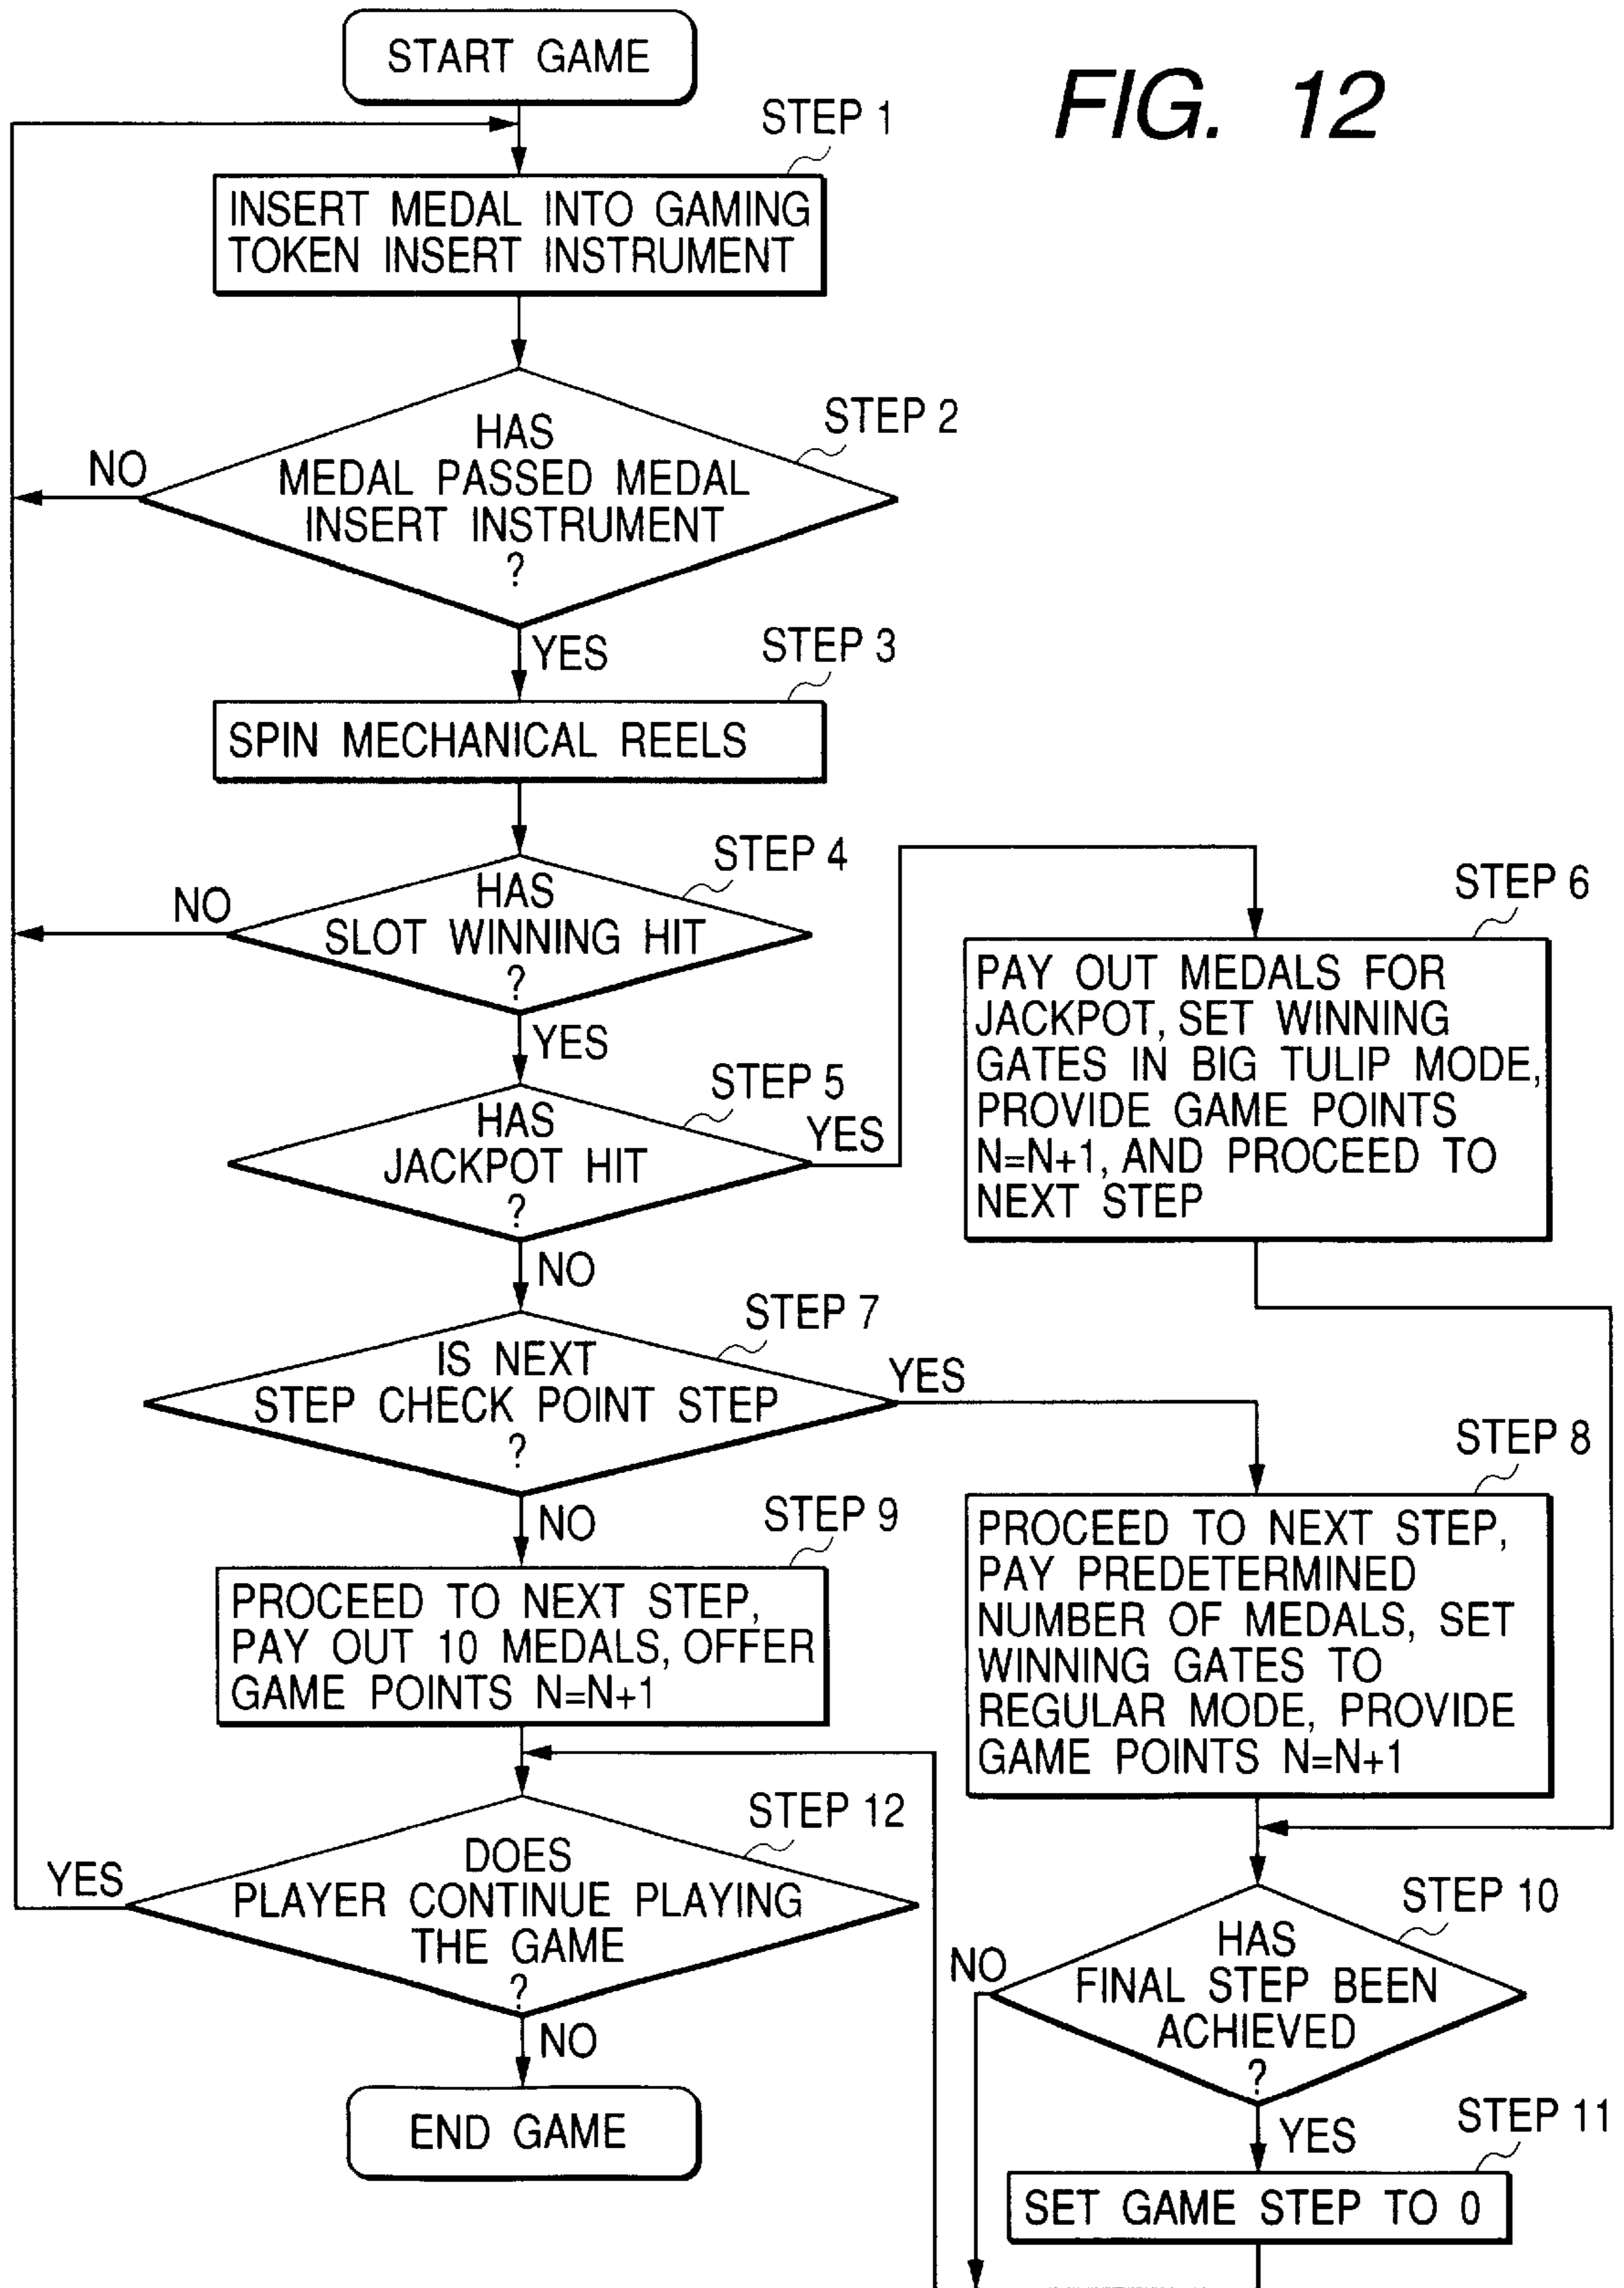 START GAME
FIG. 12
STEP 1
INSERT MEDAL INTO GAMING
TOKEN INSERT INSTRUMENT
STEP 2
HAS
MEDAL PASSED MEDAL
INSERT INSTRUMENT
?
NO
YES
STEP 3
SPIN MECHANICAL REELS
STEP 4
HAS
SLOT WINNING HIT
?
NO
YES
STEP 5
HAS
JACKPOT HIT
?
YES
NO
STEP 6
PAY OUT MEDALS FOR
JACKPOT, SET WINNING
GATES IN BIG TULIP MODE,
PROVIDE GAME POINTS
N=N+1, AND PROCEED TO
NEXT STEP
STEP 7
IS NEXT
STEP CHECK POINT STEP
?
YES
NO
STEP 8
PROCEED TO NEXT STEP,
PAY PREDETERMINED
NUMBER OF MEDALS, SET
WINNING GATES TO
REGULAR MODE, PROVIDE
GAME POINTS N=N+1
STEP 9
PROCEED TO NEXT STEP,
PAY OUT 10 MEDALS, OFFER
GAME POINTS N=N+1
STEP 12
DOES
PLAYER CONTINUE PLAYING
THE GAME
?
YES
NO
END GAME
STEP 10
HAS
FINAL STEP BEEN
ACHIEVED
?
NO
YES
STEP 11
SET GAME STEP TO 0